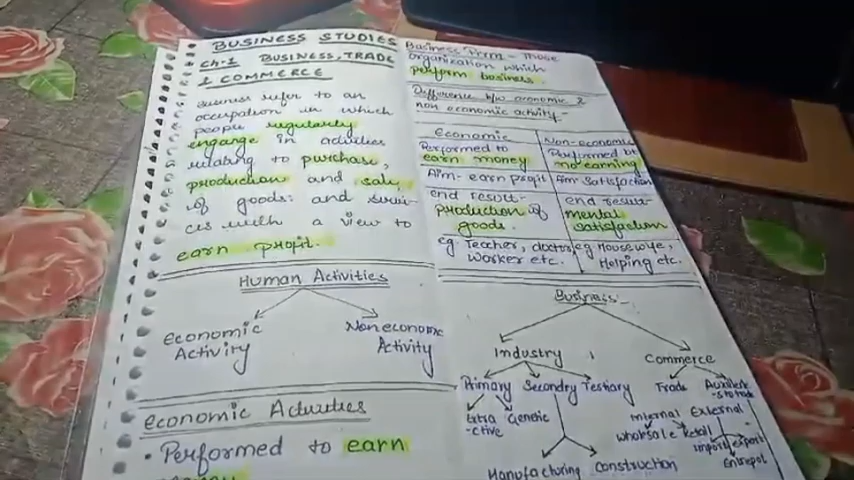 BUSINESS STUDIES
Ch-1 BUSINESS, TRADE
& COMMERCE
Business refer to an
occupation in which
people regularly
engange in activities
relating to purchase,
production and sale,
of goods: and servi-
ces with a view to
earn profit.
Human Activities
Economic Activity
Noneconomic Activity
Economic Activities
• Performed to earn
money
Business Firm - Those
organization which
perform business
Difference b/w economic &
non economic activity-
Economic
Performed to
earn money
Aim- earn profit
end result-
production of
goods.
eg: Teacher, doctor
worker etc.
Non-economic
Performed
no earning
Aim satisfaction
end result
mental
satisfaction
eg Housewife,
Helping etc.
Business
Industry
Commerce
Primary Secondry Tertiary
Trade
Extra
-ctive
Genetic
Internal External
wholesale Retail
import export
Entrepot
Manufacturing Construction